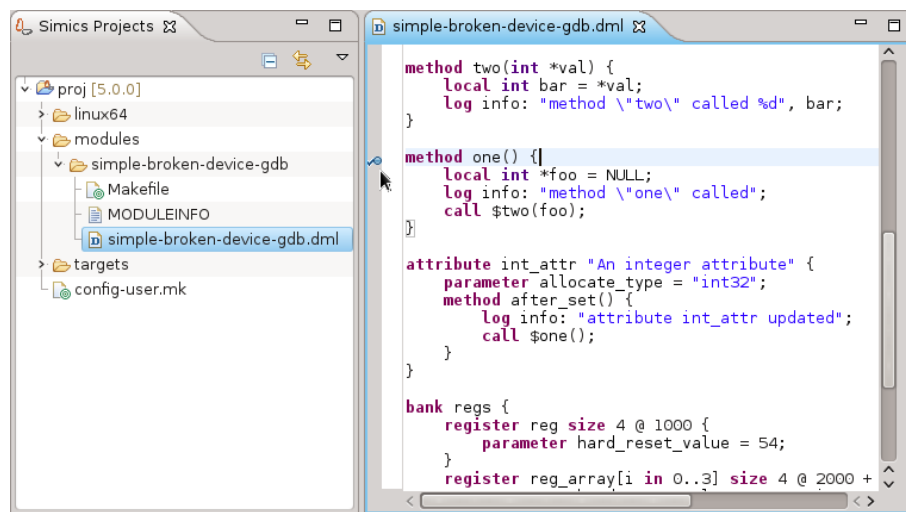 Simics Projects
proj [5.0.0]
linux64
modules
simple-broken-device-gdb
Makefile
MODULEINFO
simple-broken-device-gdb.dml
targets
config-user.mk
simple-broken-device-gdb.dml
method two(int *val) {
local int bar = *val;
log info: "method \"two\" called %d", bar;
}
method one() {
local int *foo = NULL;
log info: "method \"one\" called";
call $two(foo);
}
attribute int_attr "An integer attribute" {
parameter allocate_type = "int32";
method after_set() {
log info: "attribute int_attr updated";
call $one();
}
}
bank regs {
register reg size 4 @ 1000 {
parameter hard_reset_value = 54;
}
register reg_array[i in 0..3] size 4 @ 2000 +